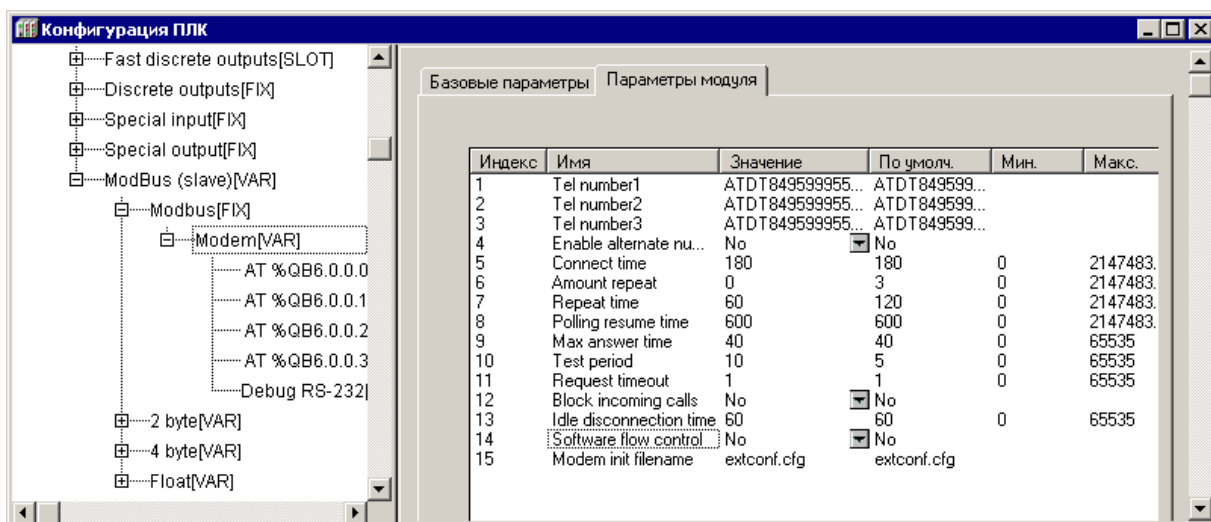 Конфигурация ПЛК
Fast discrete outputs[SLOT]
Discrete outputs[FIX]
Special input[FIX]
Special output[FIX]
ModBus (slave)[VAR]
Modbus[FIX]
Modem[VAR]
AT %QB6.0.0.0
AT %QB6.0.0.1
AT %QB6.0.0.2
AT %QB6.0.0.3
Debug RS-232[
2 byte[VAR]
4 byte[VAR]
Float[VAR]
Базовые параметры Параметры модуля
Индекс Имя Значение По умолч. Мин. Макс.
1 Tel number1 ATDT849599955... ATDT849599...
2 Tel number2 ATDT849599955... ATDT849599...
3 Tel number3 ATDT849599955... ATDT849599...
4 Enable alternate nu... No No
5 Connect time 180 180 0 2147483.
6 Amount repeat 0 3 0 2147483.
7 Repeat time 60 120 0 2147483.
8 Polling resume time 600 600 0 2147483.
9 Max answer time 40 40 0 65535
10 Test period 10 5 0 65535
11 Request timeout 1 1 0 65535
12 Block incoming calls No No
13 Idle disconnection time 60 60 0 65535
14 Software flow control No No
15 Modem init filename extconf.cfg extconf.cfg